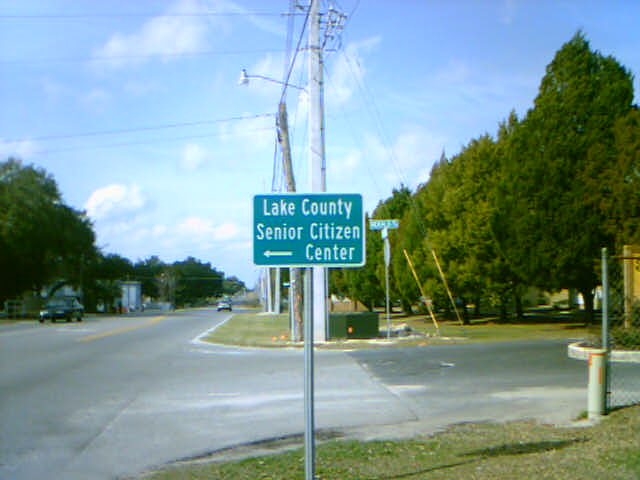 Lake County
Senior Citizen
Center